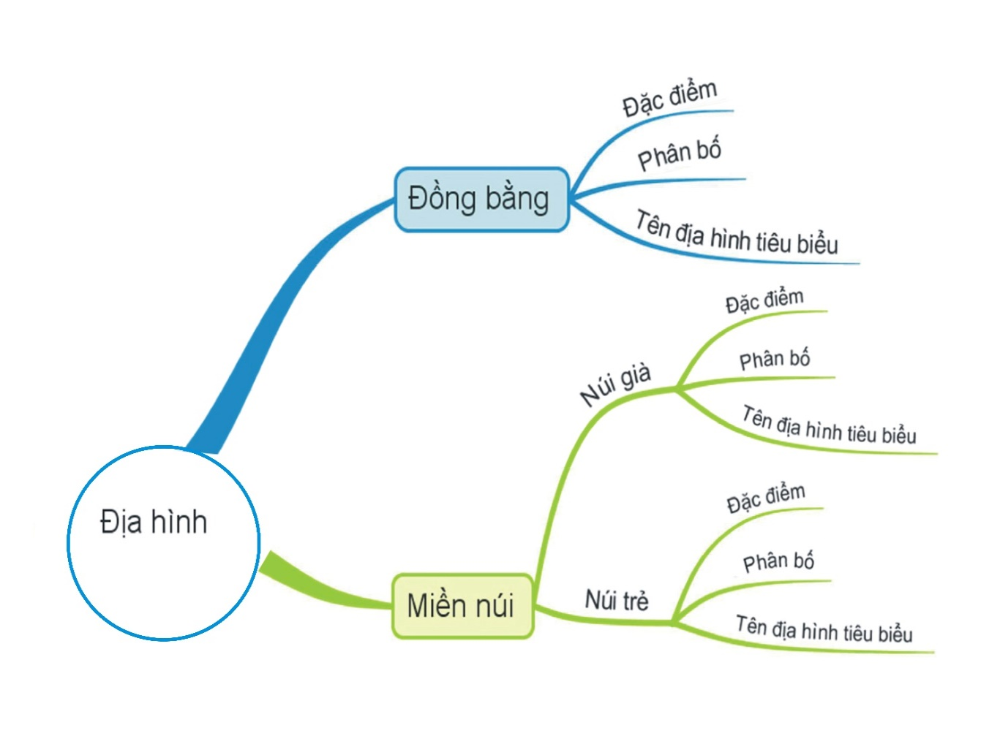 Địa hình
Đồng bằng
Đặc điểm
Phân bố
Tên địa hình tiêu biểu
Miền núi
Núi già
Đặc điểm
Phân bố
Tên địa hình tiêu biểu
Núi trẻ
Đặc điểm
Phân bố
Tên địa hình tiêu biểu